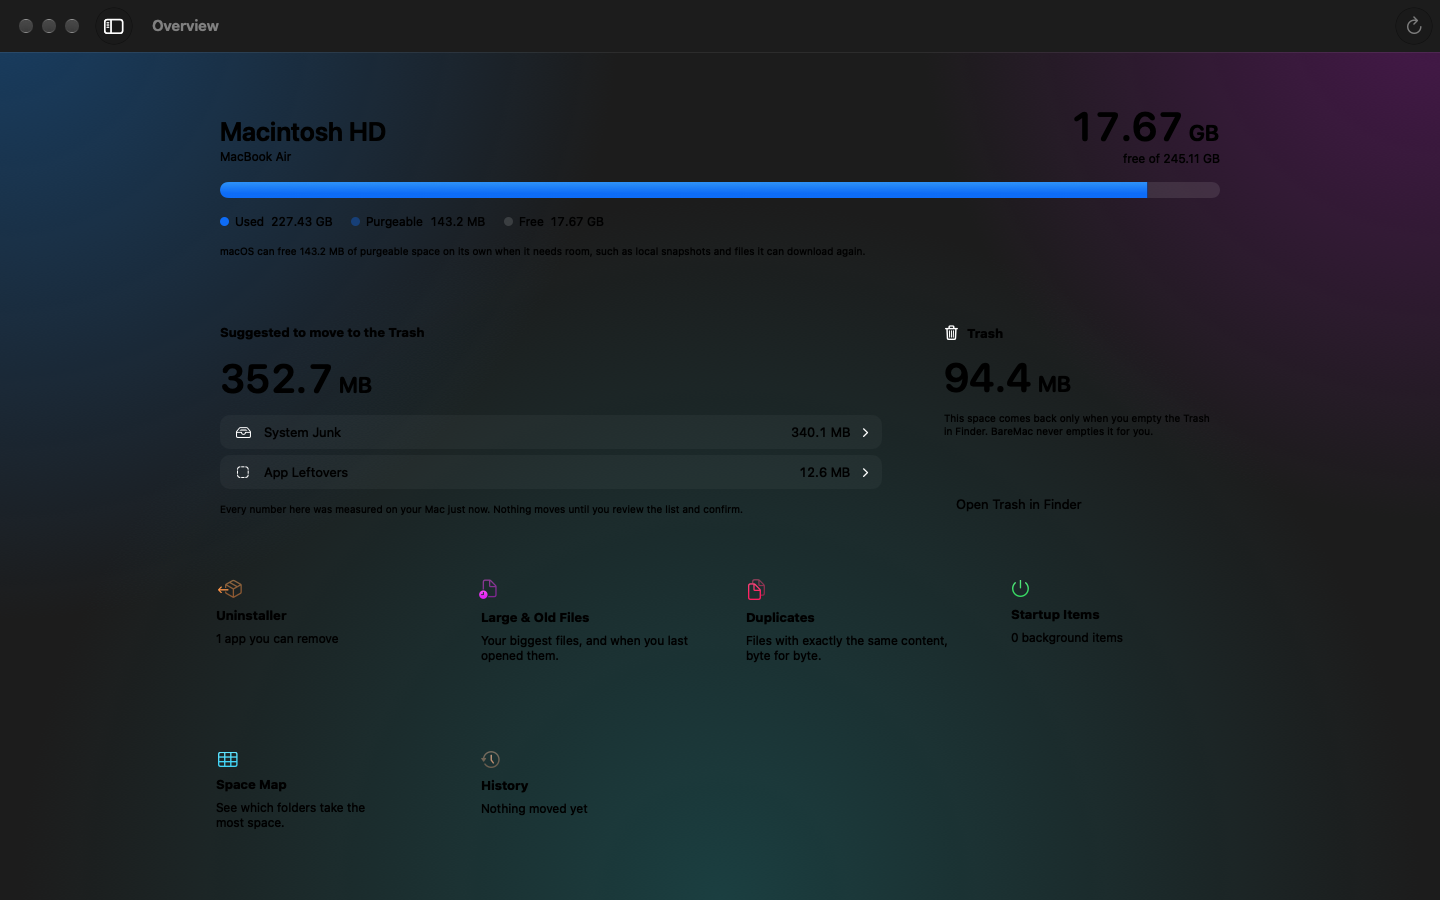 Overview
Macintosh HD
17.67 GB
MacBook Air
free of 245.11 GB
Used 227.43 GB Purgeable 143.2 MB Free 17.67 GB
macOS can free 143.2 MB of purgeable space on its own when it needs room, such as local snapshots and files it can download again.
Suggested to move to the Trash
352.7 MB
System Junk 340.1 MB
App Leftovers 12.6 MB
Every number here was measured on your Mac just now. Nothing moves until you review the list and confirm.
Trash
94.4 MB
This space comes back only when you empty the Trash
in Finder. BareMac never empties it for you.
Open Trash in Finder
Uninstaller
1 app you can remove
Large & Old Files
Your biggest files, and when you last
opened them.
Duplicates
Files with exactly the same content,
byte for byte.
Startup Items
0 background items
Space Map
See which folders take the
most space.
History
Nothing moved yet